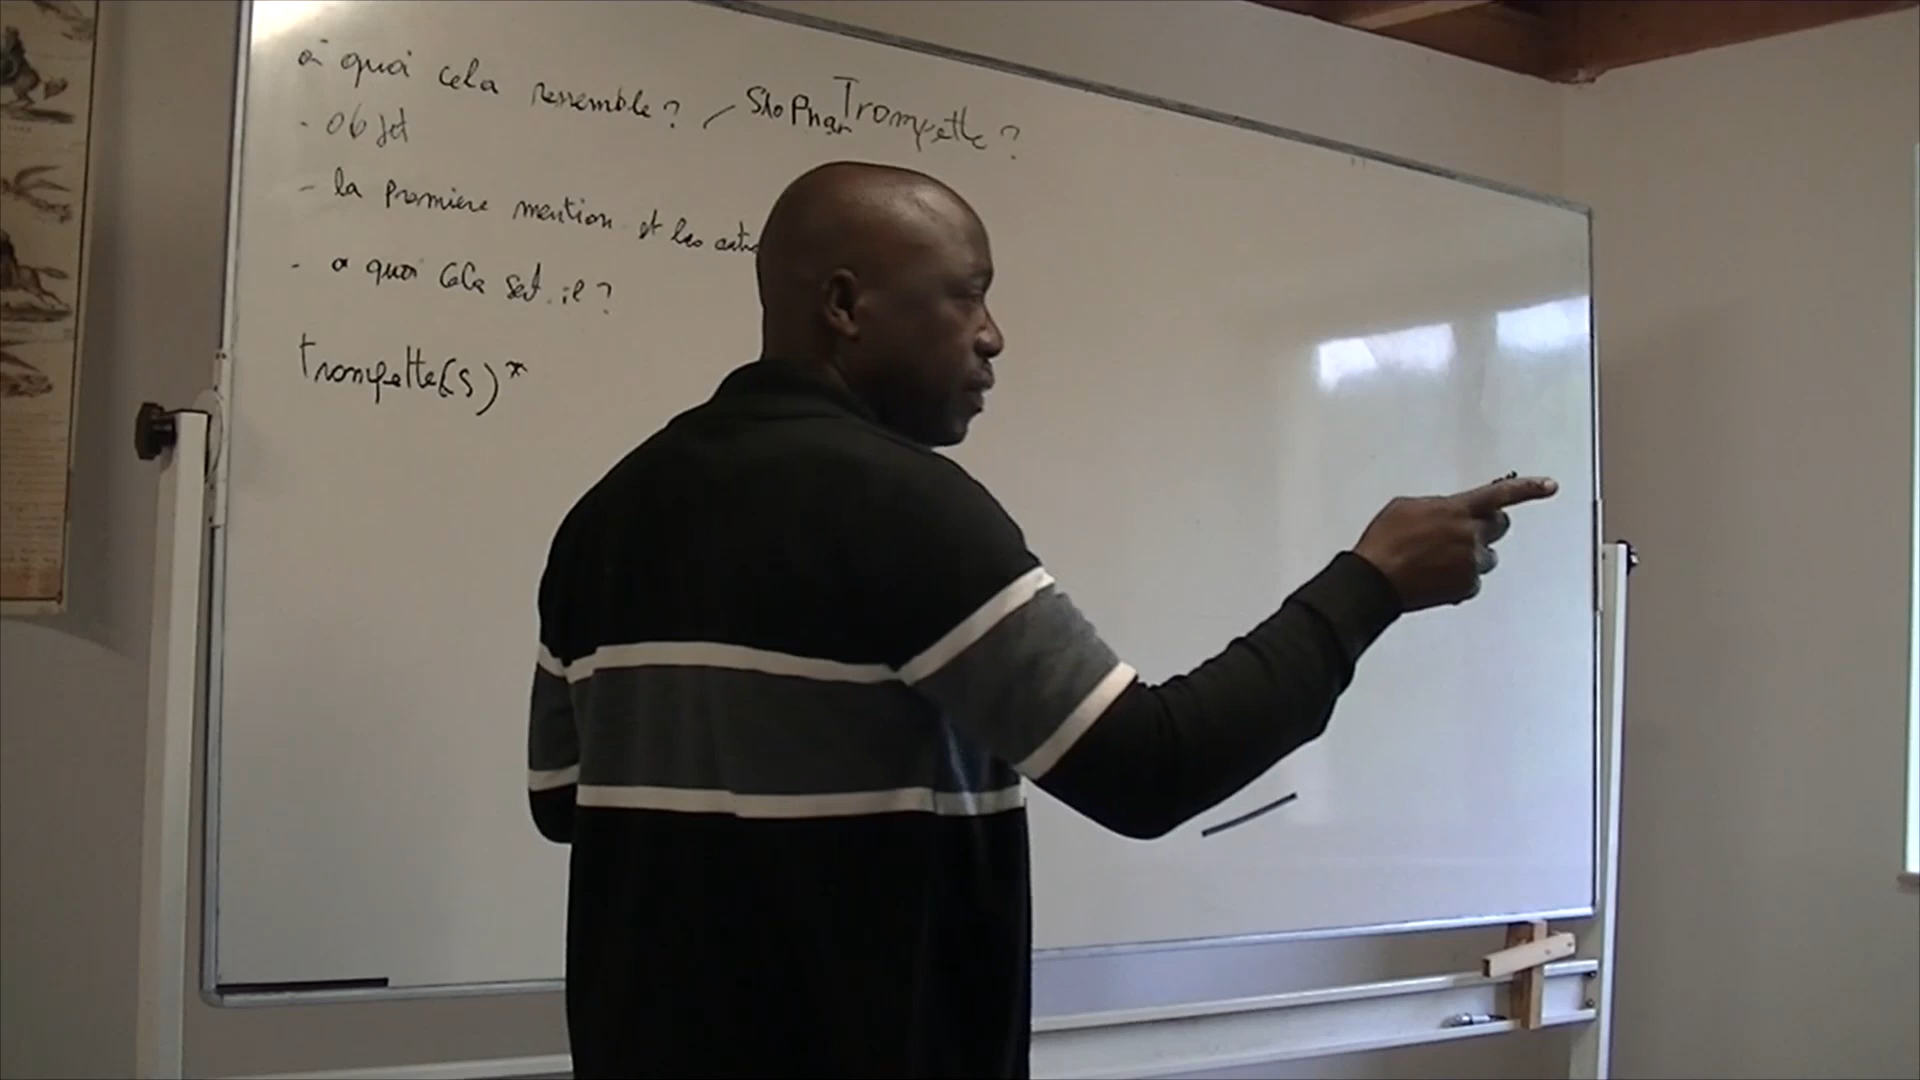 à quoi cela ressemble? / Shophar Trompette?
- Objet
- la première mention et les
- a quoi cela sert-il?
Trompette(s)*